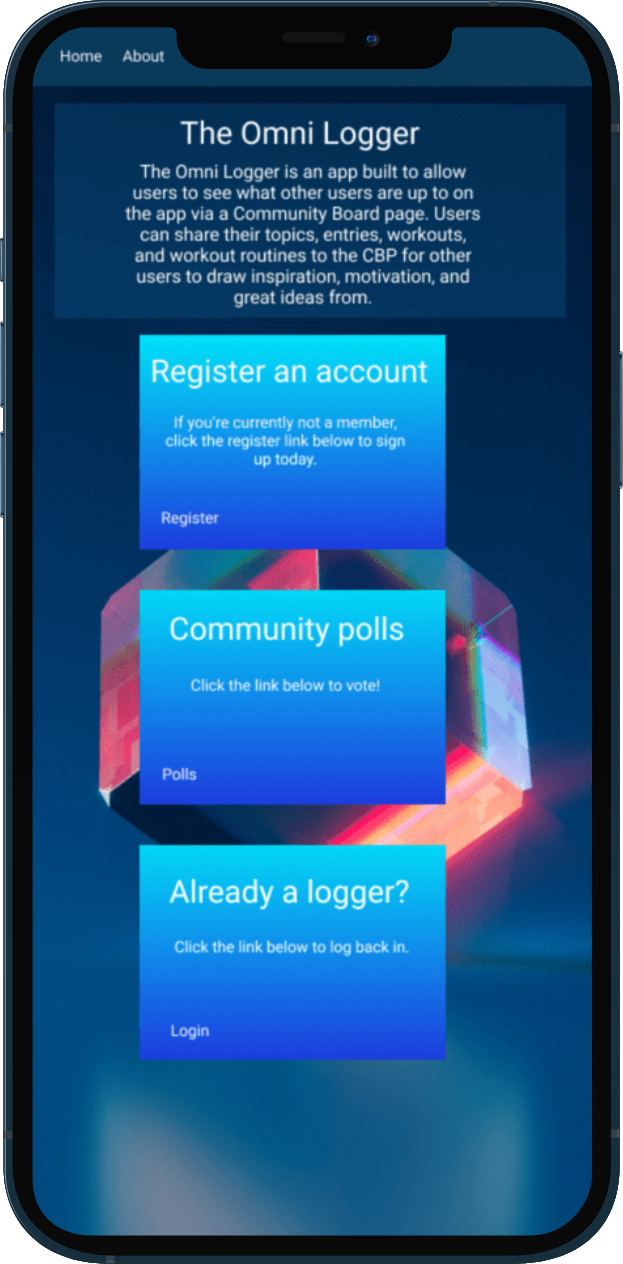 Home About
The Omni Logger
The Omni Logger is an app built to allow
users to see what other users are up to on
the app via a Community Board page. Users
can share their topics, entries, workouts,
and workout routines to the CBP for other
users to draw inspiration, motivation, and
great ideas from.
Register an account
If you're currently not a member,
click the register link below to sign
up today.
Register
Community polls
Click the link below to vote!
Polls
Already a logger?
Click the link below to log back in.
Login